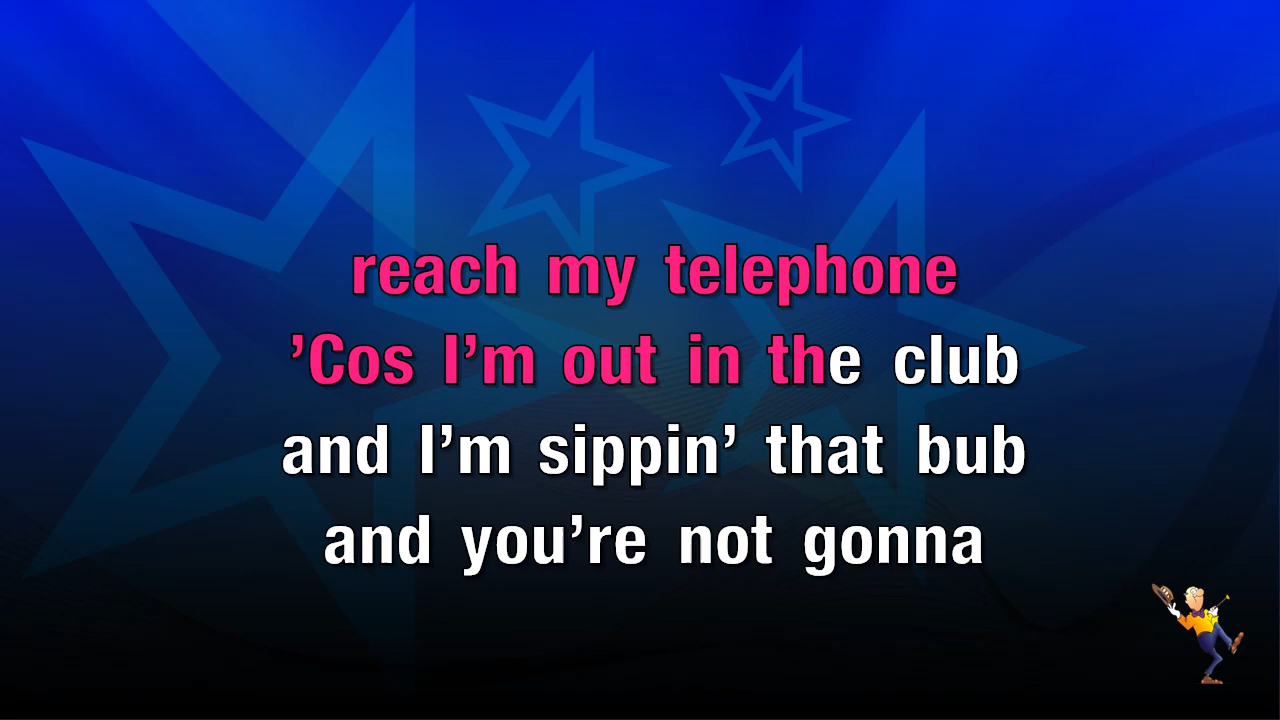 reach my telephone
’Cos I’m out in the club
and I’m sippin’ that bub
and you’re not gonna